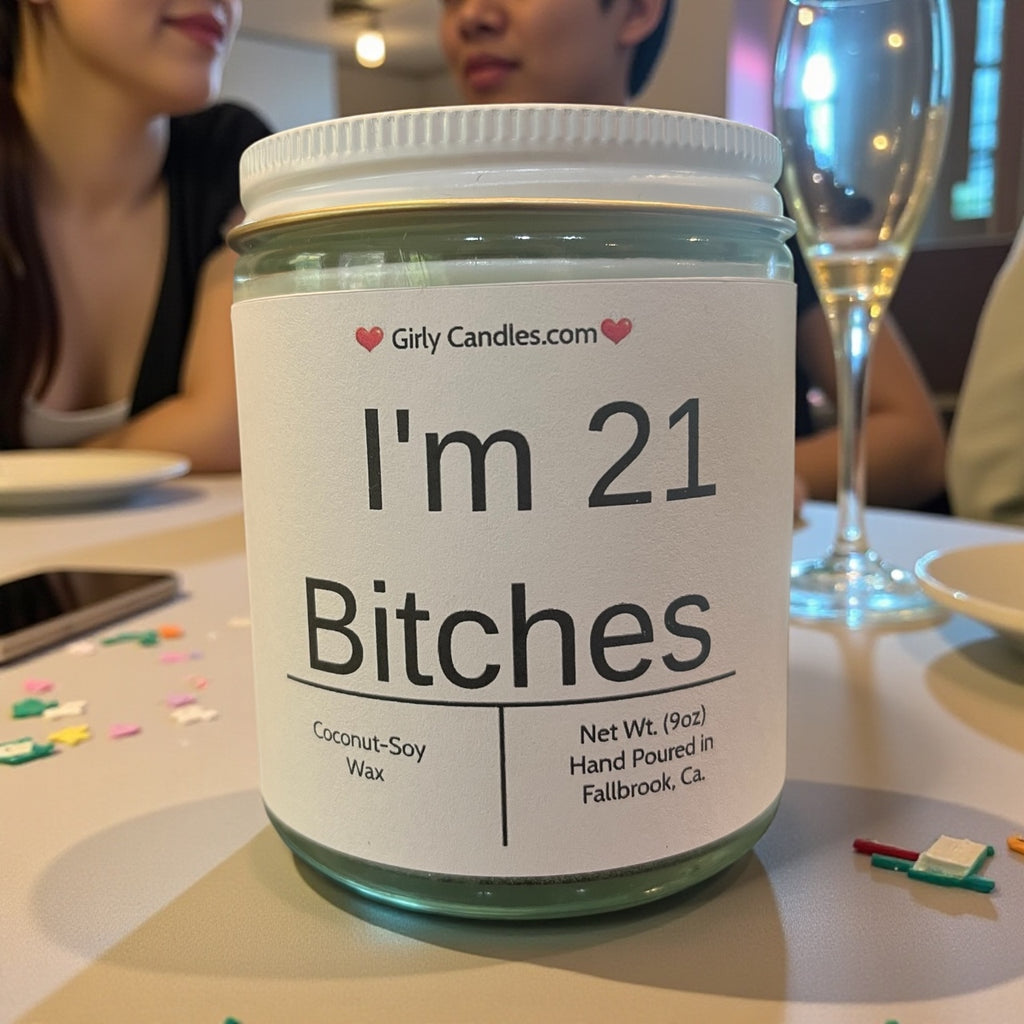 Girly Candles.com
I'm 21
Bitches
Coconut-Soy
Wax
Net Wt. (9oz)
Hand Poured in
Fallbrook, Ca.